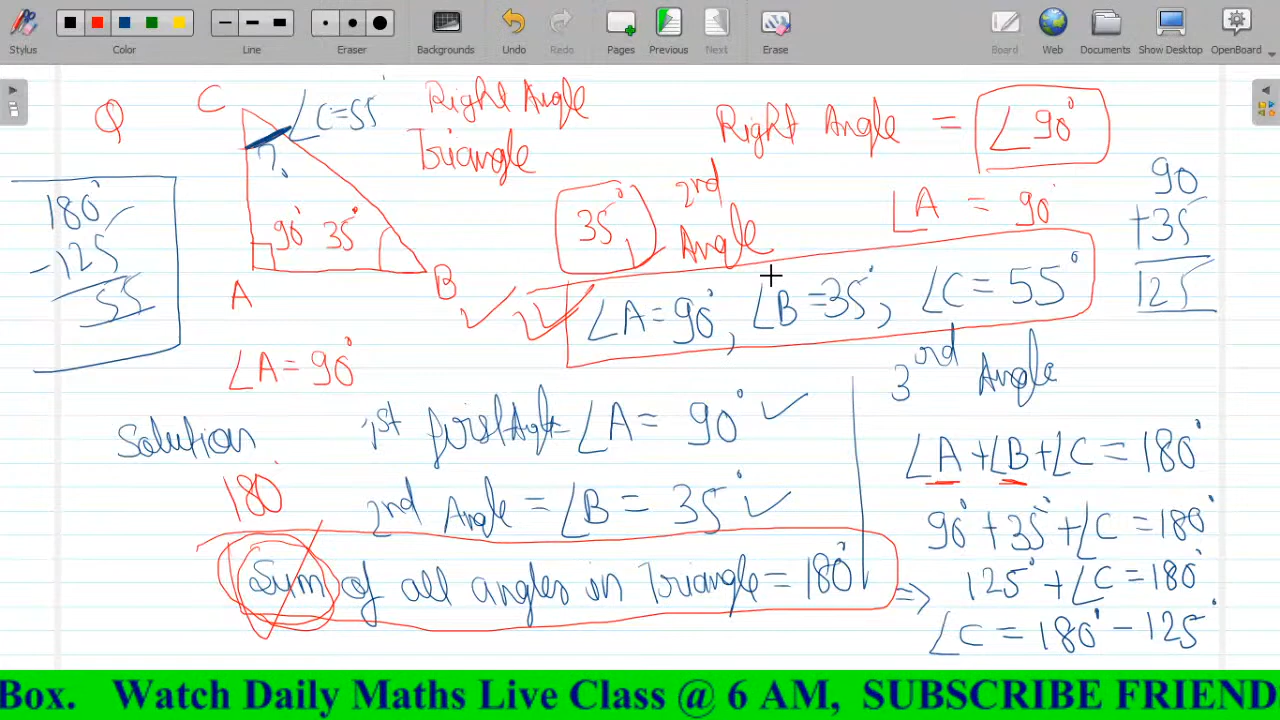 Stylus
Color
Line
Eraser
Backgrounds
Undo
Redo
Pages
Previous
Next
Erase
Board
Web
Documents
Show Desktop
OpenBoard
Q
C
∠C=55°
?
90° 35°
A
B
∠A=90°
Right Angle
Triangle
Right Angle = ∠90°
35°
2nd
Angle
∠A = 90°
90
+35
125
180°
-125
55
∠A=90°, ∠B=35°, ∠C=55°
Solution
1st first Angle=∠A= 90° ✓
180°
2nd Angle = ∠B= 35° ✓
Sum of all angles in Triangle=180°
3rd Angle
∠A+∠B+∠C=180°
90°+35°+∠C=180°
=> 125°+∠C=180°
∠C=180°-125°
Box. Watch Daily Maths Live Class @ 6 AM, SUBSCRIBE FRIEND